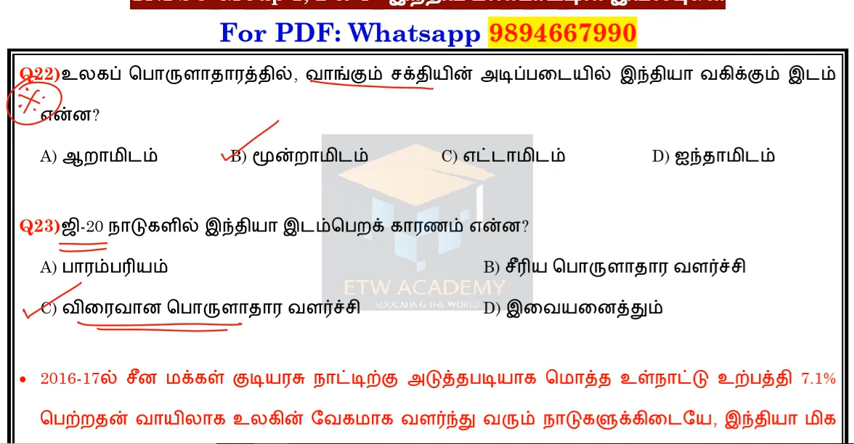 For PDF: Whatsapp 9894667990
Q22)உலகப் பொருளாதாரத்தில், வாங்கும் சக்தியின் அடிப்படையில் இந்தியா வகிக்கும் இடம்
என்ன?
A) ஆறாமிடம் B) மூன்றாமிடம் C) எட்டாமிடம் D) ஐந்தாமிடம்
Q23)ஜி-20 நாடுகளில் இந்தியா இடம்பெறக் காரணம் என்ன?
A) பாரம்பரியம் B) சீரிய பொருளாதார வளர்ச்சி
C) விரைவான பொருளாதார வளர்ச்சி D) இவையனைத்தும்
ETW ACADEMY
EDUCATING THE WORLD
• 2016-17ல் சீன மக்கள் குடியரசு நாட்டிற்கு அடுத்தபடியாக மொத்த உள்நாட்டு உற்பத்தி 7.1%
பெற்றதன் வாயிலாக உலகின் வேகமாக வளர்ந்து வரும் நாடுகளுக்கிடையே, இந்தியா மிக